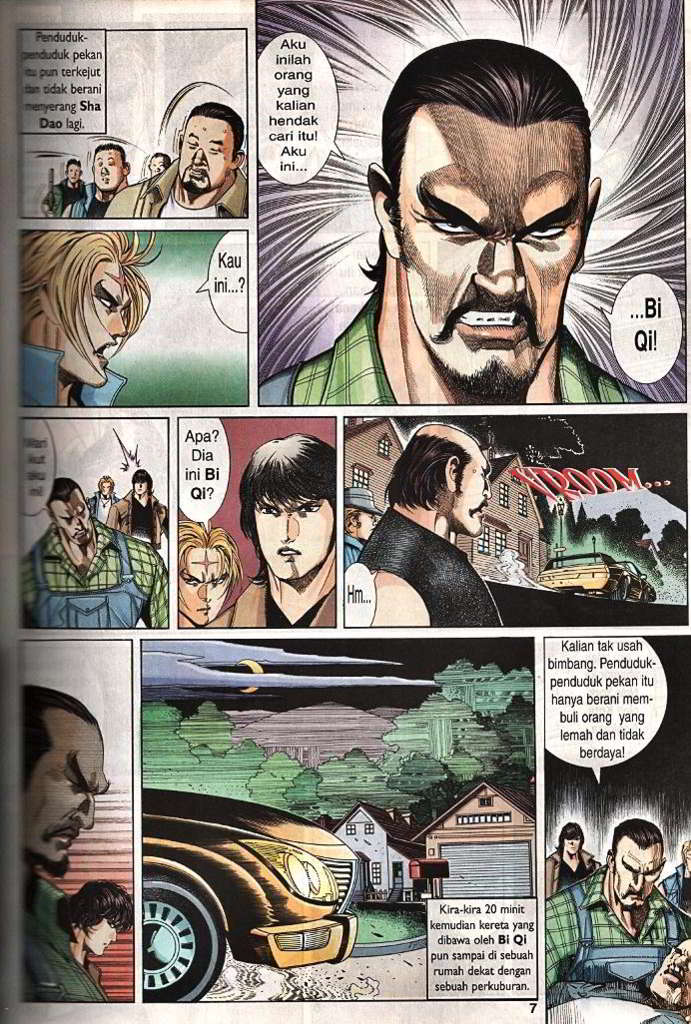 Penduduk-
penduduk pekan
itu pun terkejut
dan tidak berani
menyerang Sha
Dao lagi.
Aku
inilah
orang
yang
kalian
hendak
cari itu!
Aku
ini...
...Bi
Qi!
Kau
ini...?
Mari
ikut
aku
Apa?
Dia
ini Bi
Qi?
VROOM...
Hm...
Kira-kira 20 minit
kemudian kereta yang
dibawa oleh Bi Qi
pun sampai di sebuah
rumah dekat dengan
sebuah perkuburan.
Kalian tak usah
bimbang. Penduduk-
penduduk pekan itu
hanya berani mem-
buli orang yang
lemah dan tidak
berdaya!
7